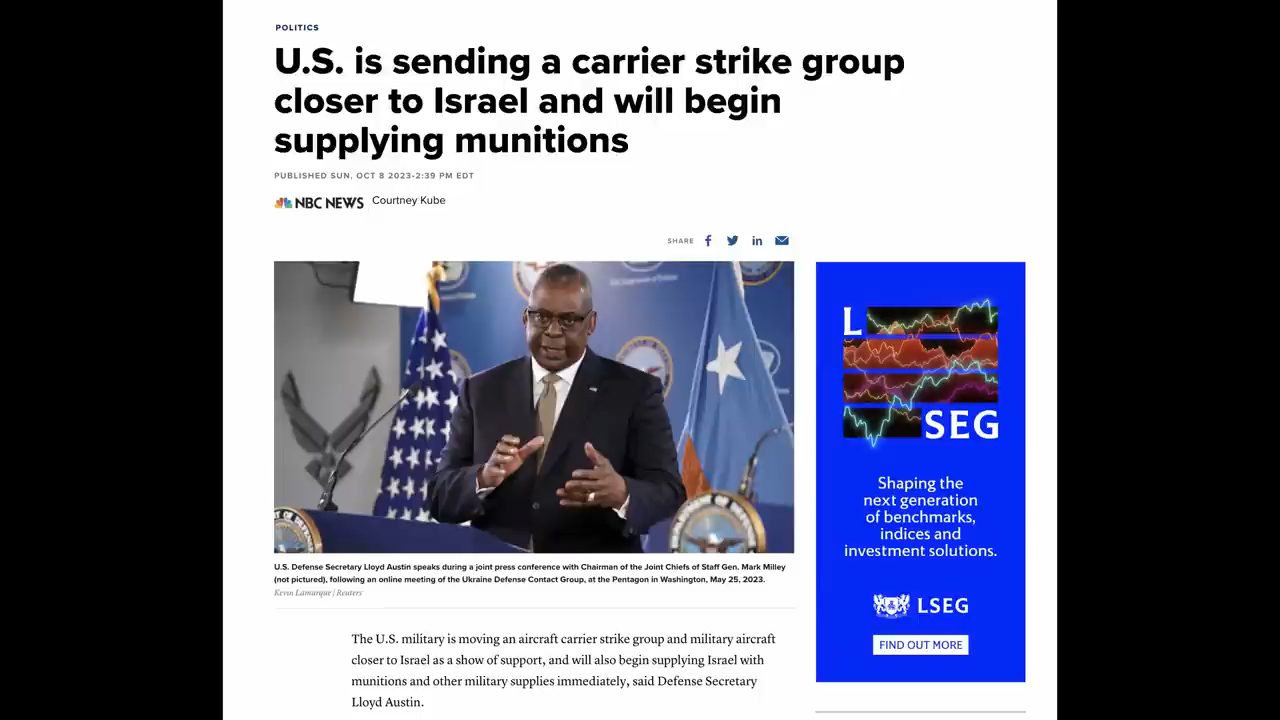 POLITICS
U.S. is sending a carrier strike group
closer to Israel and will begin
supplying munitions
PUBLISHED SUN, OCT 8 2023-2:39 PM EDT
NBC NEWS Courtney Kube
SHARE
U.S. Defense Secretary Lloyd Austin speaks during a joint press conference with Chairman of the Joint Chiefs of Staff Gen. Mark Milley
(not pictured), following an online meeting of the Ukraine Defense Contact Group, at the Pentagon in Washington, May 25, 2023.
Kevin Lamarque | Reuters
The U.S. military is moving an aircraft carrier strike group and military aircraft
closer to Israel as a show of support, and will also begin supplying Israel with
munitions and other military supplies immediately, said Defense Secretary
Lloyd Austin.
L
SEG
Shaping the
next generation
of benchmarks,
indices and
investment solutions.
LSEG
FIND OUT MORE